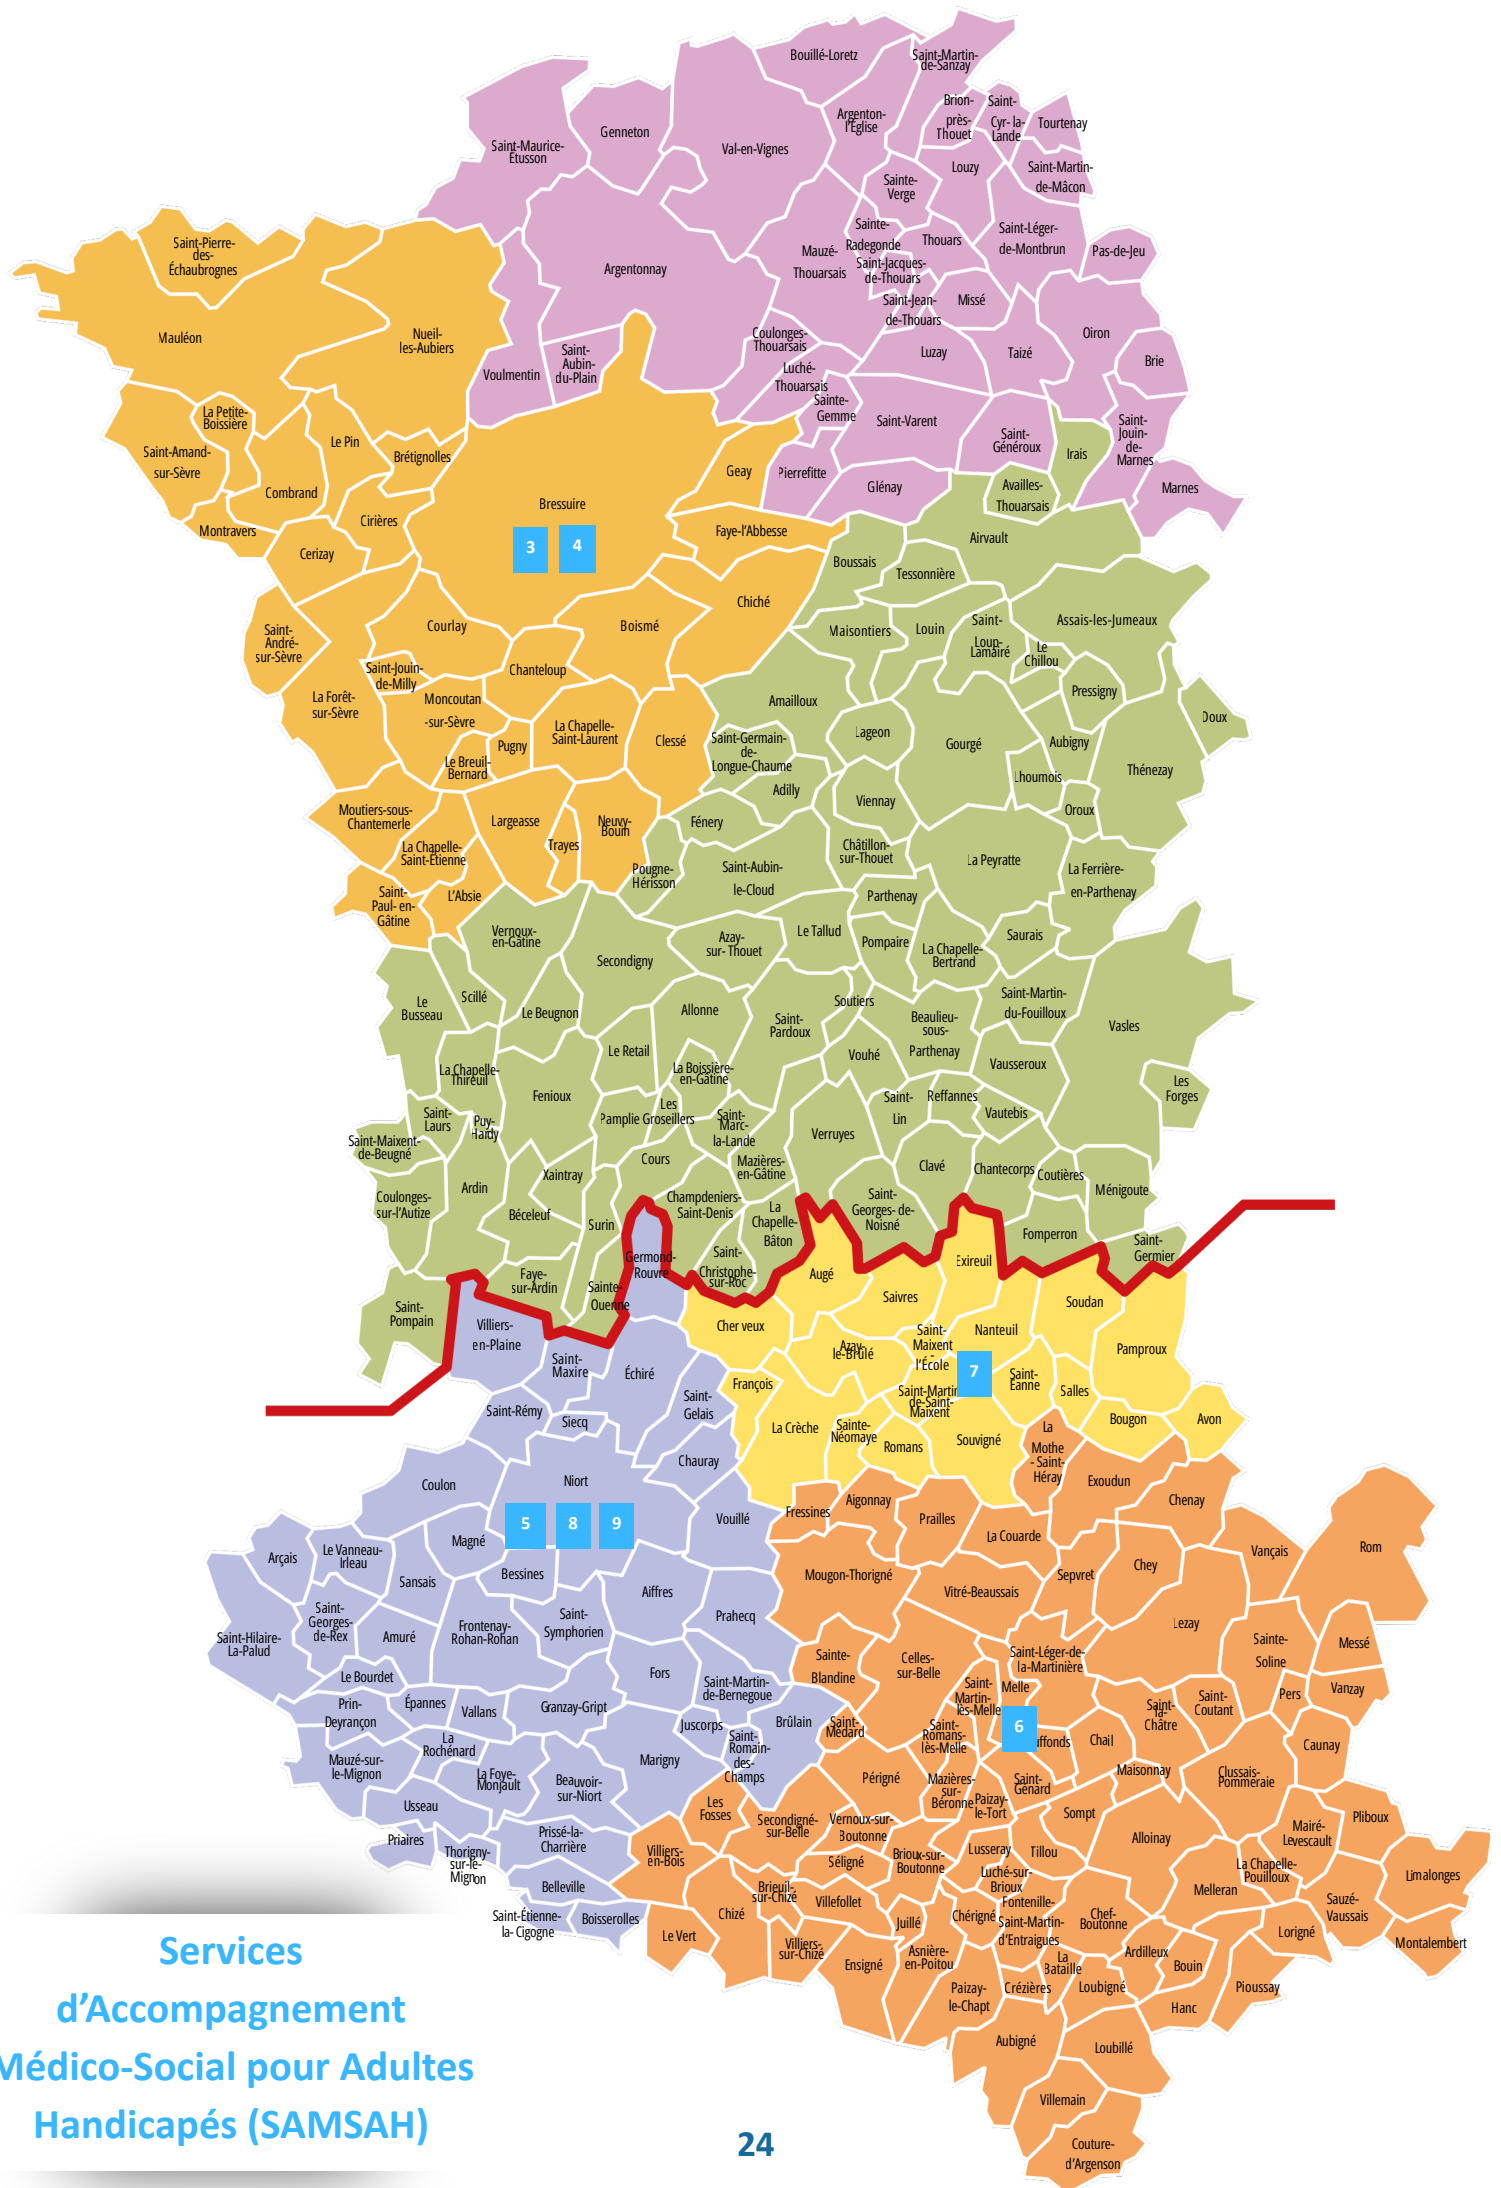 Bouillé-Loretz
Saint-Martin-
de-Sanzay
Genneton
Saint-Maurice-
Étusson
Val-en-Vignes
Argenton-
l'Église
Brion-
près-
Thouet
Saint-
Cyr- la-
Lande
Tourtenay
Louzy
Saint-Martin-
de-Mâcon
Sainte-
Verge
Sainte-
Radegonde
Thouars
Saint-Léger-
de-Montbrun
Pas-de-Jeu
Mauzé-
Thouarsais
Saint-Jacques-
de-Thouars
Saint-Jean-
de-Thouars
Missé
Saint-Pierre-
des-
Échaubrognes
Argentonnay
Mauléon
Nueil-
les-Aubiers
Voulmentin
Saint-
Aubin-
du-Plain
Coulonges-
Thouarsais
Luché-
Thouarsais
Sainte-
Gemme
Luzay
Taizé
Oiron
Brie
La Petite-
Boissière
Saint-Amand-
sur-Sèvre
Le Pin
Brétignolles
Combrand
Montravers
Cirières
Cerizay
Bressuire
3
4
Geay
Pierrefitte
Saint-Varent
Saint-
Généroux
Irais
Saint-
Jouin-
de-
Marnes
Marnes
Glénay
Availles-
Thouarsais
Faye-l'Abbesse
Airvault
Boussais
Tessonnière
Chiché
Boismé
Courlay
Saint-
André-
sur-Sèvre
Saint-Jouin-
de-Milly
Chanteloup
Maisontiers
Louin
Saint-
Loup-
Lamairé
Le
Chillou
Assais-les-Jumeaux
Pressigny
Doux
La Forêt-
sur-Sèvre
Moncoutan
-sur-Sèvre
Pugny
Le Breuil-
Bernard
La Chapelle-
Saint-Laurent
Clessé
Amailloux
Saint-Germain-
de-
Longue-Chaume
Lageon
Gourgé
Aubigny
Lhoumois
Thénezay
Adilly
Viennay
Oroux
Moutiers-sous-
Chantemerle
La Chapelle-
Saint-Étienne
Largeasse
Trayes
Neuvy-
Bouin
Fénery
Pougne-
Hérisson
Saint-Aubin-
le-Cloud
Châtillon-
sur-Thouet
La Peyratte
La Ferrière-
en-Parthenay
Saint-
Paul- en-
Gâtine
L'Absie
Parthenay
Vernoux-
en-Gâtine
Secondigny
Azay-
sur- Thouet
Le Tallud
Pompaire
La Chapelle-
Bertrand
Saurais
Le
Busseau
Scillé
Le Beugnon
Allonne
Saint-
Pardoux
Soutiers
Beaulieu-
sous-
Parthenay
Saint-Martin-
du-Fouilloux
Vasles
Le Retail
Vouhé
Vausseroux
La Chapelle-
Thireuil
La Boissière-
en-Gâtine
Les
Forges
Fenioux
Saint-
Lin
Reffannes
Vautebis
Saint-
Laurs
Puy-
Hardy
Pamplie
Les
Groseillers
Saint-
Marc-
la-Lande
Verruyes
Saint-Maixent-
de-Beugné
Cours
Mazières-
en-Gâtine
Clavé
Chantecorps
Coutières
Ménigoute
Coulonges-
sur-l'Autize
Ardin
Xaintray
Béceleuf
Surin
Champdeniers-
Saint-Denis
La
Chapelle-
Bâton
Saint-
Georges- de-
Noisné
Fomperron
Saint-
Germier
Germond-
Rouvre
Saint-
Christophe-
sur-Roc
Faye-
sur-Ardin
Sainte-
Ouenne
Saint-
Pompain
Augé
Exireuil
Saivres
Soudan
Villiers-
en-Plaine
Cher veux
Saint-
Maixent
-
l'École
Nanteuil
Pamproux
Azay-
le-Brûlé
Saint-
Maxire
Échiré
7
François
Saint-Martin
de-Saint-
Maixent
Saint-
Eanne
Salles
Saint-
Gelais
Saint-Rémy
Siecq
La Crèche
Sainte-
Néomaye
Romans
Souvigné
Bougon
Avon
La
Mothe
- Saint-
Héray
Chauray
Exoudun
Chenay
Coulon
Niort
5
8
9
Vouillé
Fressines
Aigonnay
Prailles
La Couarde
Vançais
Rom
Magné
Arçais
Le Vanneau-
Irleau
Sansais
Bessines
Aiffres
Mougon-Thorigné
Vitré-Beaussais
Sepvret
Chey
Saint-
Georges-
de-Rex
Amuré
Frontenay-
Rohan-Rohan
Saint-
Symphorien
Prahecq
Lezay
Saint-Hilaire-
La-Palud
Le Bourdet
Fors
Saint-Martin-
de-Bernegoue
Sainte-
Blandine
Celles-
sur-Belle
Saint-Léger-de-
la-Martinière
Sainte-
Soline
Messé
Pers
Vanzay
Prin-
Deyrançon
Épannes
Vallans
Granzay-Gript
Juscorps
Brûlain
Saint-
Médard
Saint-
Martin-
lès-Melle
Melle
6
uffonds
Saint-
Romans-
lès-Melle
Chail
Saint-
la-
Châtre
Saint-
Coutant
Caunay
La
Rochénard
Mauzé-sur-
le-Mignon
La Foye-
Monjault
Beauvoir-
sur-Niort
Marigny
Saint-
Romain-
des-
Champs
Périgné
Mazières-
sur-
Béronne
Paizay-
le-Tort
Saint-
Génard
Maisonnay
Clussais-
Pommeraie
Usseau
Les
Fosses
Secondigné-
sur-Belle
Vernoux-sur-
Boutonne
Sompt
Pliboux
Mairé-
Levescault
Priaires
Thorigny-
sur-le-
Mignon
Prissé-la-
Charrière
Villiers-
en-Bois
Séligné
Brioux-sur-
Boutonne
Lusseray
Tillou
Alloinay
La Chapelle-
Pouilloux
Limalonges
Belleville
Brieuil-
sur-Chizé
Villefollet
Luché-sur-
Brioux
Melleran
Sauzé-
Vaussais
Saint-Étienne-
la- Cigogne
Boisserolles
Chizé
Juillé
Chérigné
Fontenille-
Saint-Martin-
d'Entraigues
Chef-
Boutonne
Lorigné
Montalembert
Le Vert
Villiers-
sur-Chizé
Ensigné
Asnière-
en-Poitou
La
Bataille
Ardilleux
Bouin
Paizay-
le-Chapt
Crézières
Loubigné
Hanc
Pioussay
Aubigné
Loubillé
Villemain
Couture-
d'Argenson
Services
d'Accompagnement
Médico-Social pour Adultes
Handicapés (SAMSAH)
24